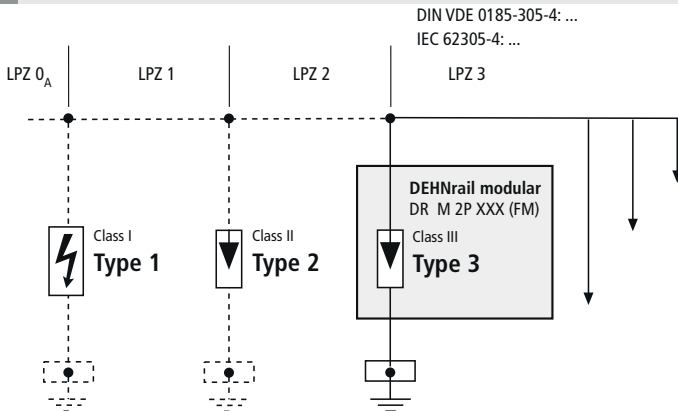 DIN VDE 0185-305-4: ...
IEC 62305-4: ...
LPZ 0A
LPZ 1
LPZ 2
LPZ 3
DEHNrail modular
DR M 2P XXX (FM)
Class I
Type 1
Class II
Type 2
Class III
Type 3